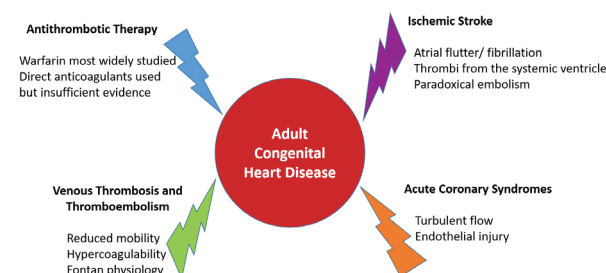 Antithrombotic Therapy
Warfarin most widely studied
Direct anticoagulants used
but insufficient evidence
Ischemic Stroke
Atrial flutter/ fibrillation
Thrombi from the systemic ventricle
Paradoxical embolism
Adult
Congenital
Heart Disease
Venous Thrombosis and
Thromboembolism
Reduced mobility
Hypercoagulability
Fontan physiology
Acute Coronary Syndromes
Turbulent flow
Endothelial injury